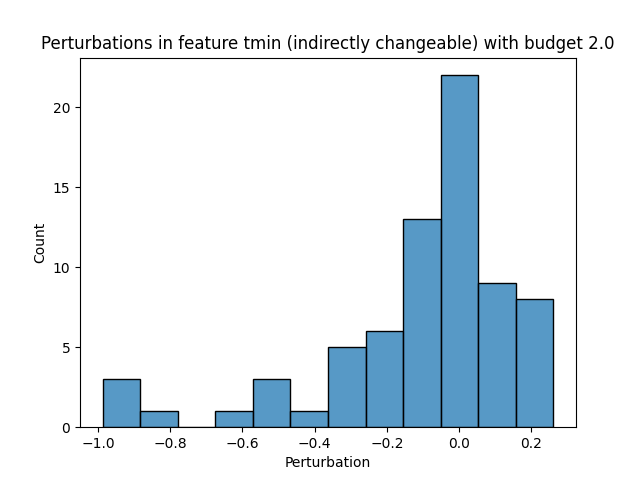 Perturbations in feature tmin (indirectly changeable) with budget 2.0
20
15
10
5
0
Count
−1.0 −0.8 −0.6 −0.4 −0.2 0.0 0.2
Perturbation